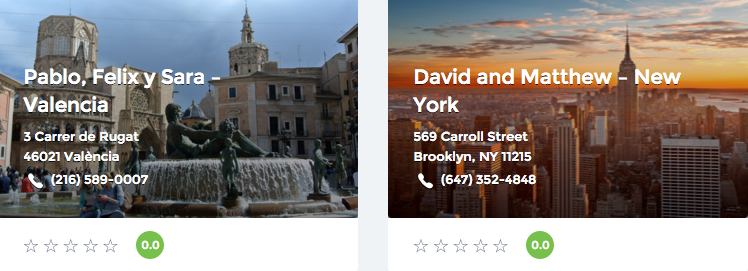 Pablo, Felix y Sara –
Valencia
3 Carrer de Rugat
46021 València
(216) 589-0007
0.0
David and Matthew – New
York
569 Carroll Street
Brooklyn, NY 11215
(647) 352-4848
0.0